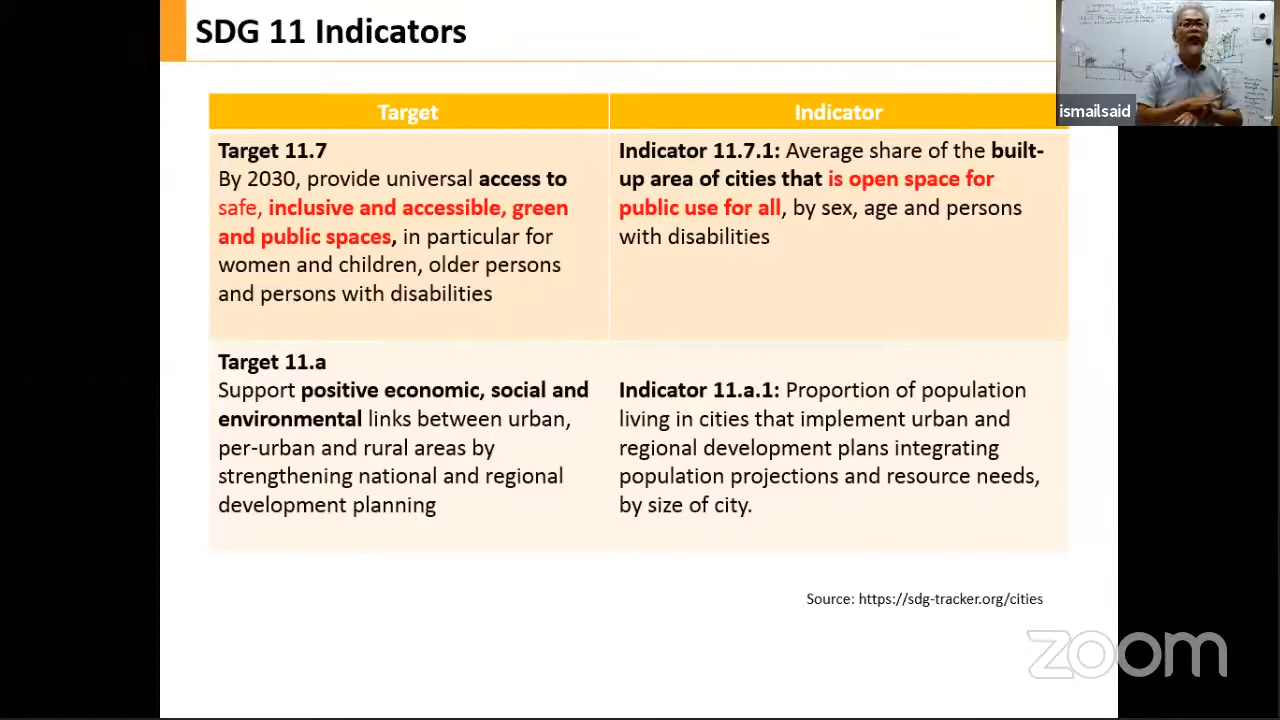 SDG 11 Indicators
ismailsaid
Target
Indicator
Target 11.7
By 2030, provide universal access to
safe, inclusive and accessible, green
and public spaces, in particular for
women and children, older persons
and persons with disabilities
Indicator 11.7.1: Average share of the built-
up area of cities that is open space for
public use for all, by sex, age and persons
with disabilities
Target 11.a
Support positive economic, social and
environmental links between urban,
per-urban and rural areas by
strengthening national and regional
development planning
Indicator 11.a.1: Proportion of population
living in cities that implement urban and
regional development plans integrating
population projections and resource needs,
by size of city.
Source: https://sdg-tracker.org/cities
zoom